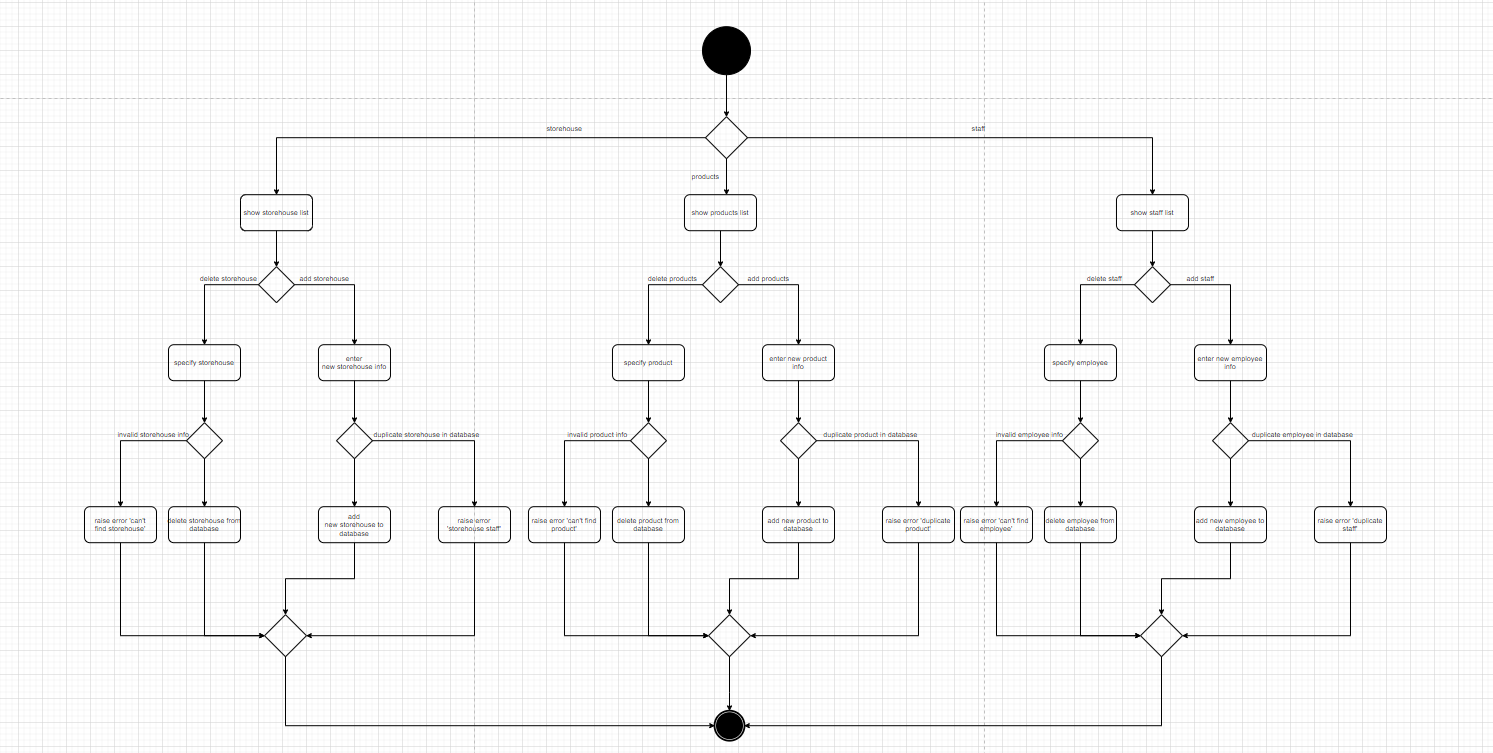 storehouse
staff
products
show storehouse list
show products list
show staff list
delete storehouse
add storehouse
delete products
add products
delete staff
add staff
specify storehouse
enter
new storehouse info
specify product
enter new product
info
specify employee
enter new employee
info
invalid storehouse info
duplicate storehouse in database
invalid product info
duplicate product in database
invalid employee info
duplicate employee in database
raise error 'can't
find storehouse'
delete storehouse from
database
add
new storehouse to
database
raise error
'storehouse staff'
raise error 'can't find
product'
delete product from
database
add new product to
database
raise error 'duplicate
product'
raise error 'can't find
employee'
delete employee from
database
add new employee to
database
raise error 'duplicate
staff'